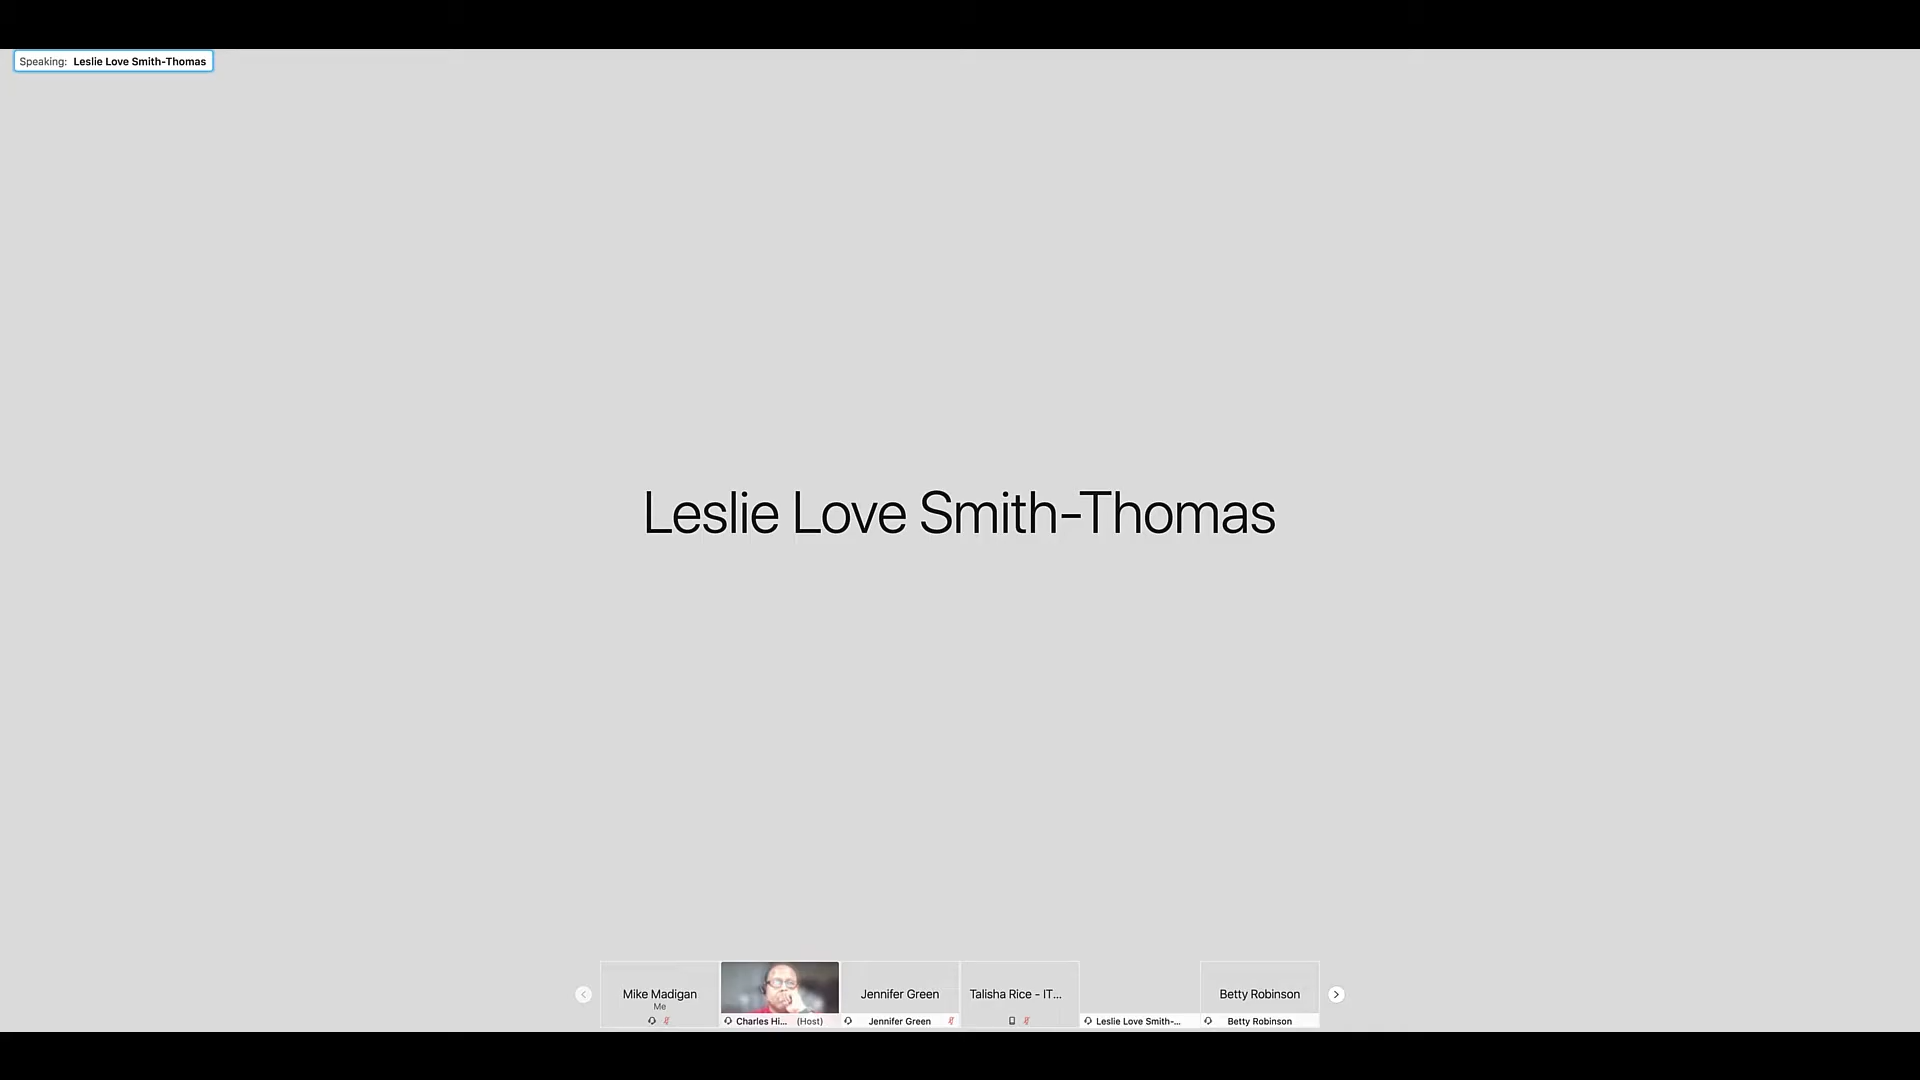 Speaking: Leslie Love Smith-Thomas
Leslie Love Smith-Thomas
Mike Madigan
Me
Charles Hi... (Host)
Jennifer Green
Jennifer Green
Talisha Rice - IT...
Leslie Love Smith-...
Betty Robinson
Betty Robinson